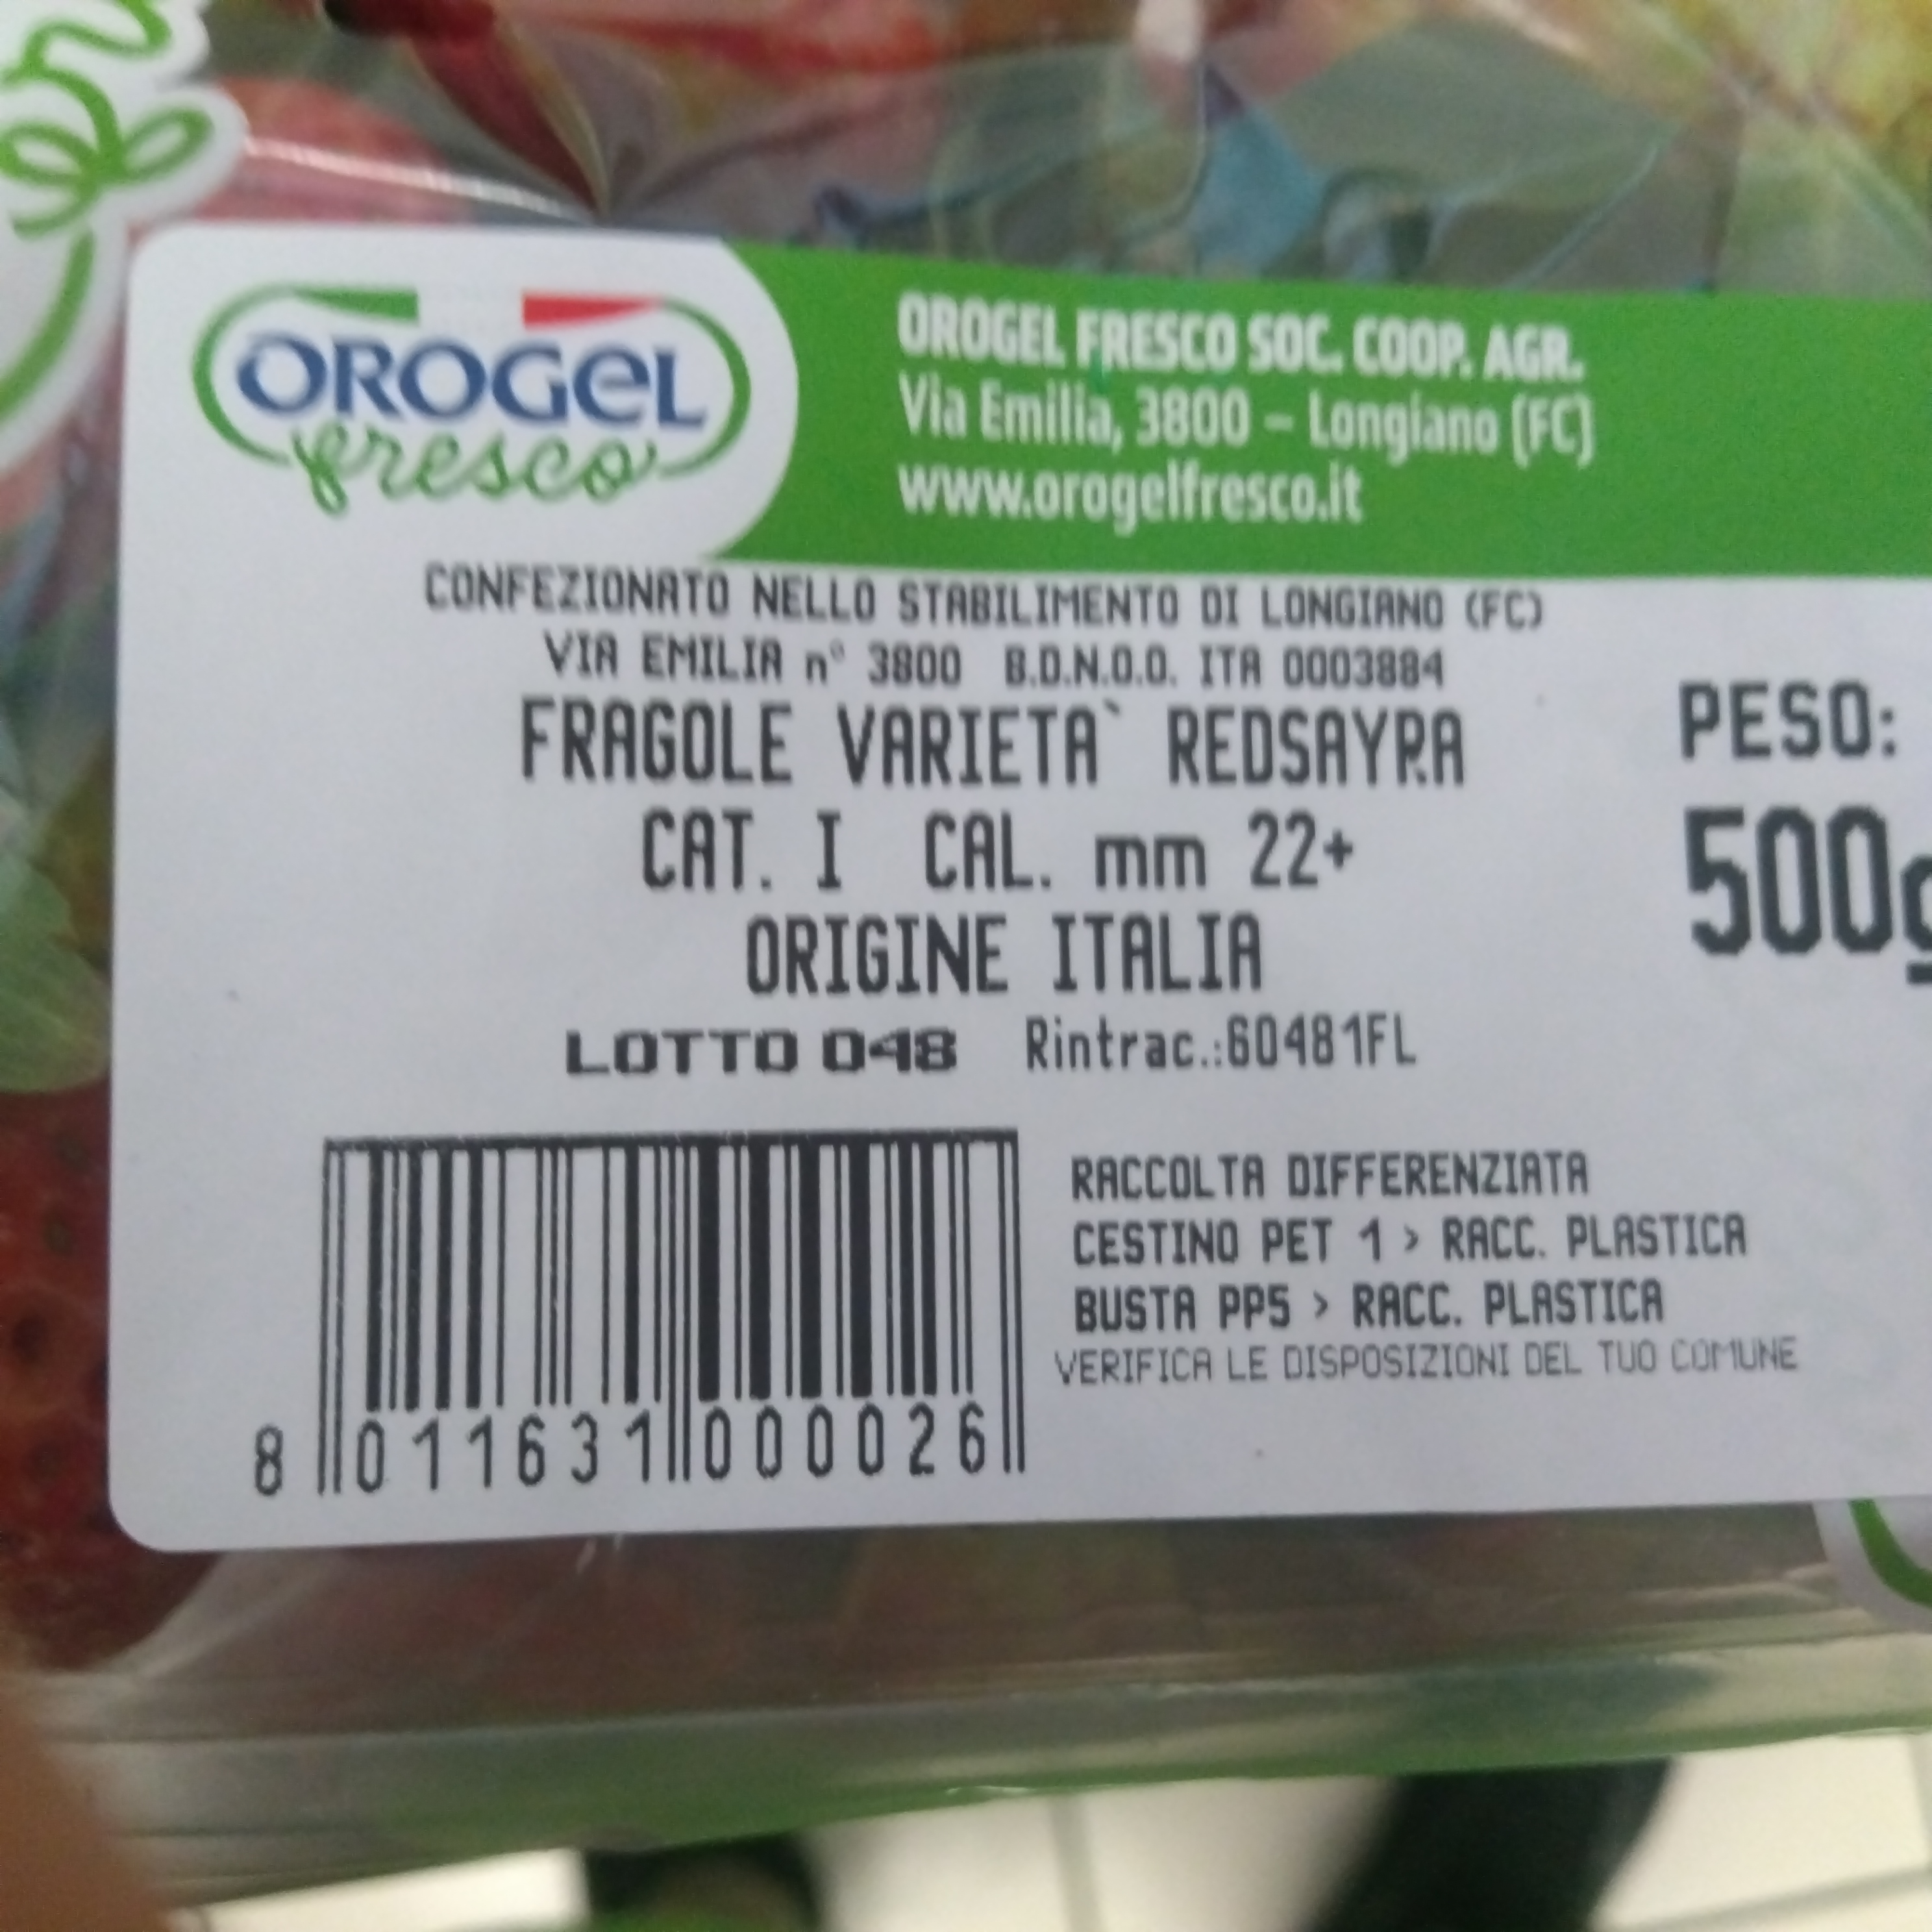 OROGEL
fresco
OROGEL FRESCO SOC. COOP. AGR.
Via Emilia, 3800 – Longiano (FC)
www.orogelfresco.it
CONFEZIONATO NELLO STABILIMENTO DI LONGIANO (FC)
VIA EMILIA n° 3800 B.D.N.O.O. ITA 0003884
FRAGOLE VARIETA` REDSAYRA
CAT. I CAL. mm 22+
ORIGINE ITALIA
LOTTO 048 Rintrac.:60481FL
PESO:
500g
8 011631 000026
RACCOLTA DIFFERENZIATA
CESTINO PET 1 > RACC. PLASTICA
BUSTA PP5 > RACC. PLASTICA
VERIFICA LE DISPOSIZIONI DEL TUO COMUNE